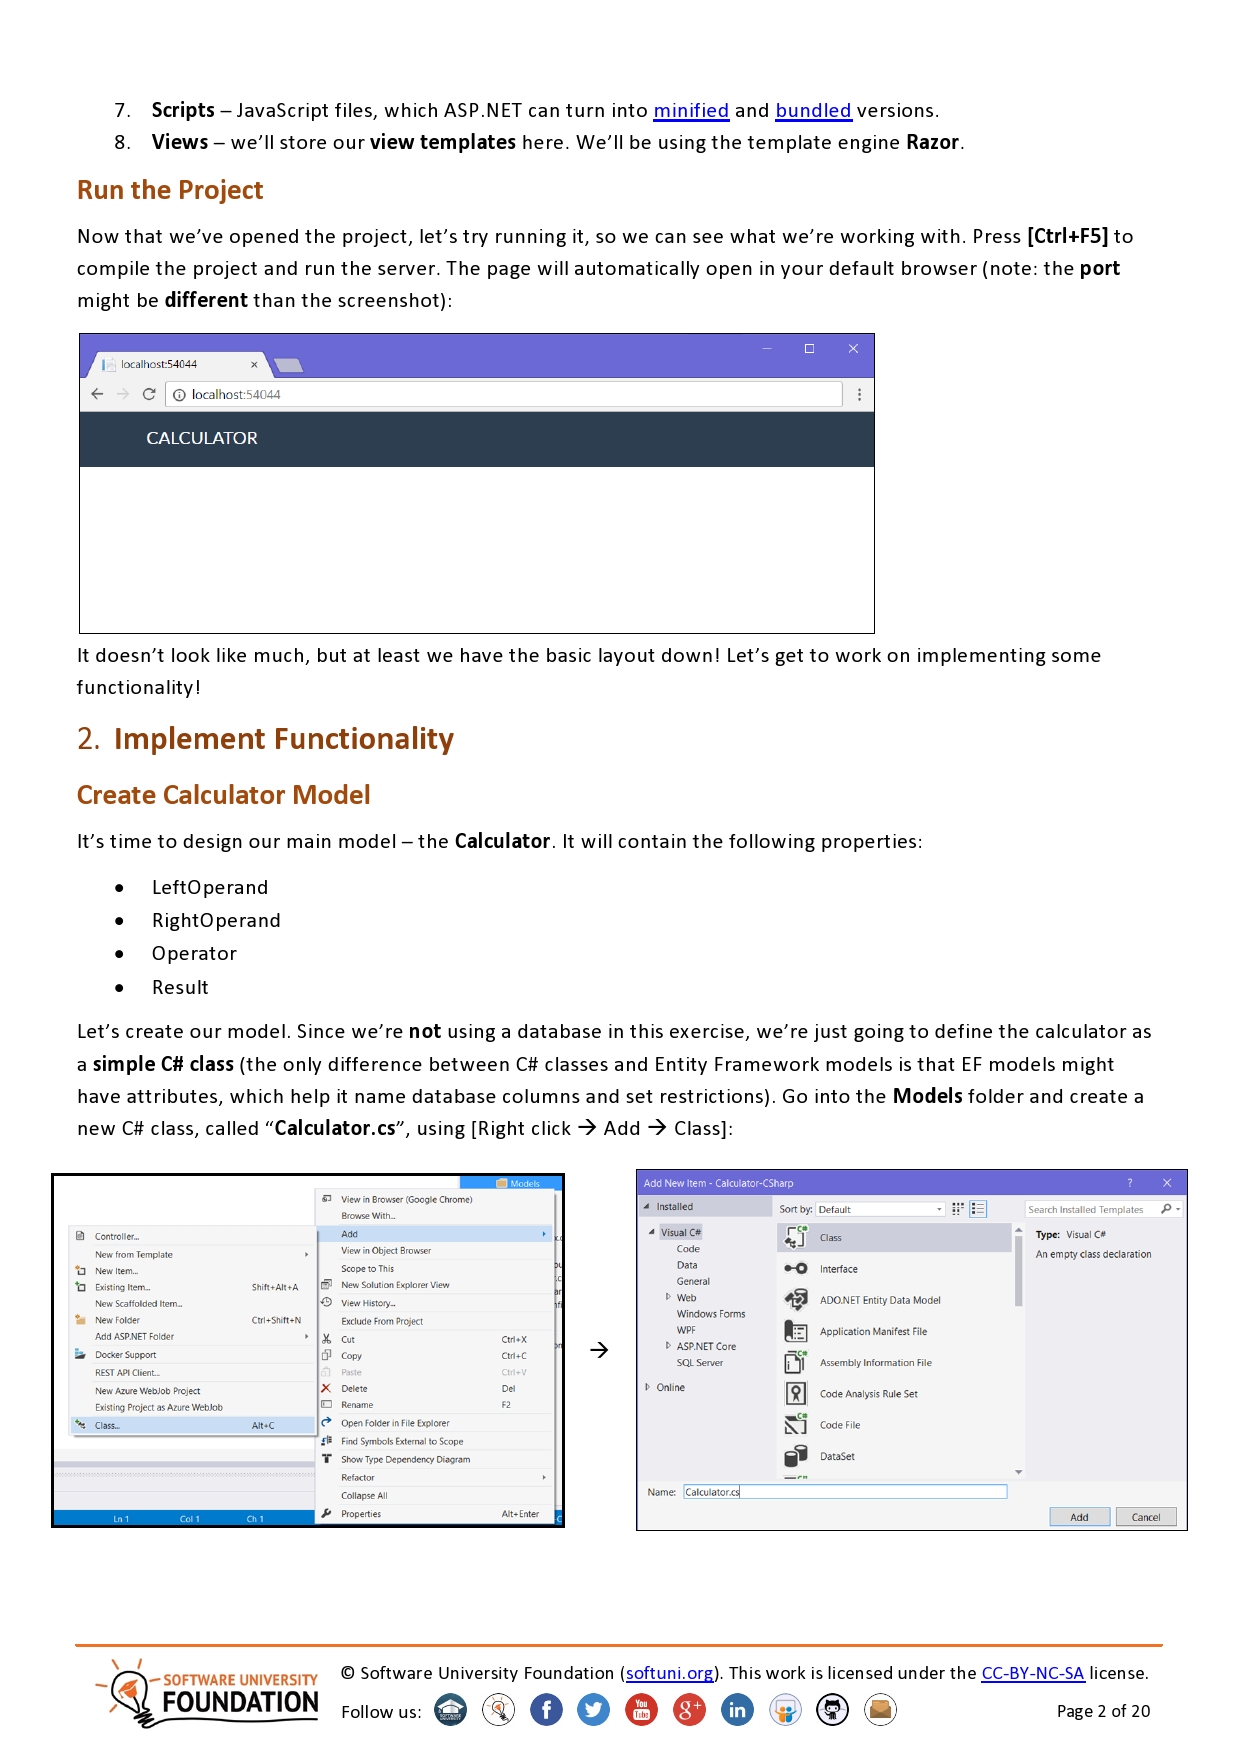 7. Scripts – JavaScript files, which ASP.NET can turn into minified and bundled versions.
8. Views – we’ll store our view templates here. We’ll be using the template engine Razor.
Run the Project
Now that we’ve opened the project, let’s try running it, so we can see what we’re working with. Press [Ctrl+F5] to
compile the project and run the server. The page will automatically open in your default browser (note: the port
might be different than the screenshot):
localhost:54044
localhost:54044
CALCULATOR
It doesn’t look like much, but at least we have the basic layout down! Let’s get to work on implementing some
functionality!
2. Implement Functionality
Create Calculator Model
It’s time to design our main model – the Calculator. It will contain the following properties:
• LeftOperand
• RightOperand
• Operator
• Result
Let’s create our model. Since we’re not using a database in this exercise, we’re just going to define the calculator as
a simple C# class (the only difference between C# classes and Entity Framework models is that EF models might
have attributes, which help it name database columns and set restrictions). Go into the Models folder and create a
new C# class, called “Calculator.cs”, using [Right click → Add → Class]:
Models
View in Browser (Google Chrome)
Browse With...
Add
View in Object Browser
Scope to This
New Solution Explorer View
View History...
Exclude From Project
Cut Ctrl+X
Copy Ctrl+C
Paste Ctrl+V
Delete Del
Rename F2
Open Folder in File Explorer
Find Symbols External to Scope
Show Type Dependency Diagram
Refactor
Collapse All
Properties Alt+Enter
Controller...
New from Template
New Item...
Existing Item... Shift+Alt+A
New Scaffolded Item...
New Folder Ctrl+Shift+N
Add ASP.NET Folder
Docker Support
REST API Client...
New Azure WebJob Project
Existing Project as Azure WebJob
Class... Alt+C
Ln 1 Col 1 Ch 1
→
Add New Item - Calculator-CSharp ?
Installed
Visual C#
Code
Data
General
Web
Windows Forms
WPF
ASP.NET Core
SQL Server
Online
Sort by: Default
Class
Interface
ADO.NET Entity Data Model
Application Manifest File
Assembly Information File
Code Analysis Rule Set
Code File
DataSet
Search Installed Templates
Type: Visual C#
An empty class declaration
Name: Calculator.cs
Add Cancel
SOFTWARE UNIVERSITY
FOUNDATION
© Software University Foundation (softuni.org). This work is licensed under the CC-BY-NC-SA license.
Follow us:
Page 2 of 20